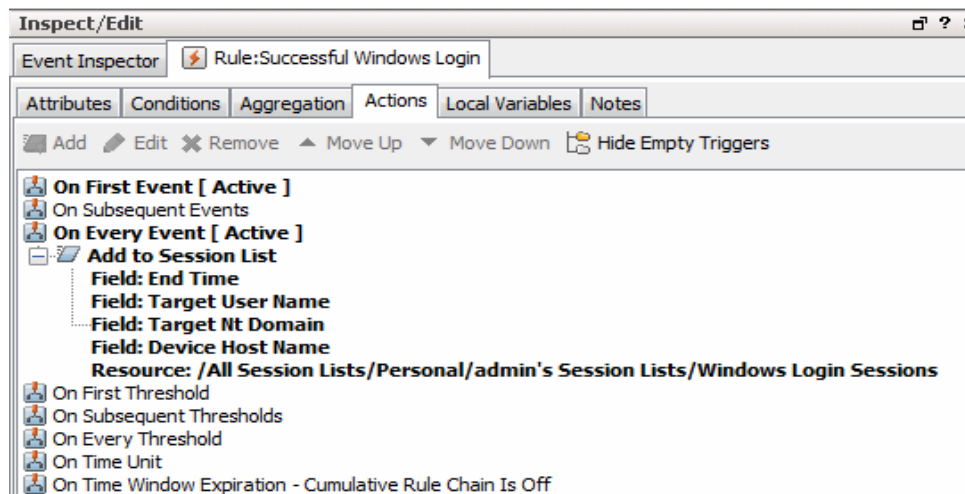 Inspect/Edit ?
Event Inspector Rule:Successful Windows Login
Attributes Conditions Aggregation Actions Local Variables Notes
Add Edit Remove Move Up Move Down Hide Empty Triggers
On First Event [ Active ]
On Subsequent Events
On Every Event [ Active ]
Add to Session List
Field: End Time
Field: Target User Name
Field: Target Nt Domain
Field: Device Host Name
Resource: /All Session Lists/Personal/admin's Session Lists/Windows Login Sessions
On First Threshold
On Subsequent Thresholds
On Every Threshold
On Time Unit
On Time Window Expiration - Cumulative Rule Chain Is Off